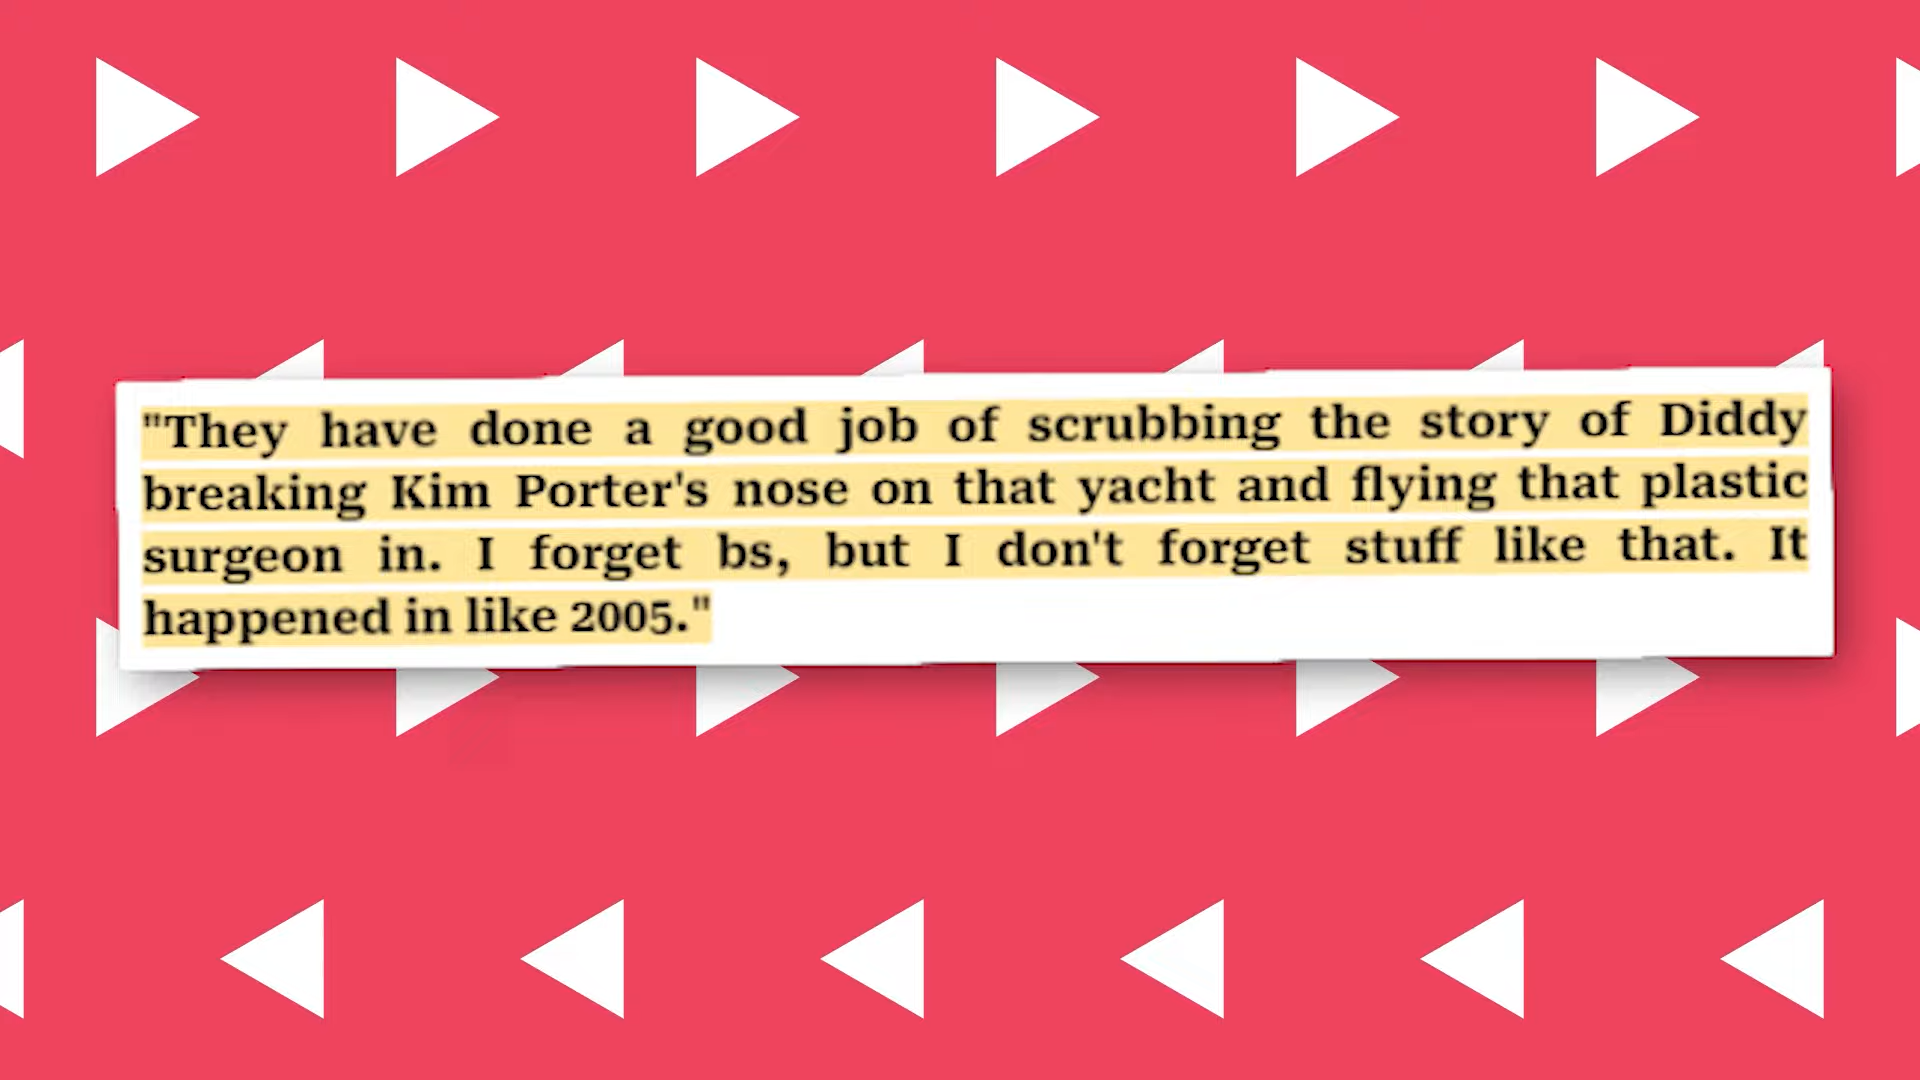 "They have done a good job of scrubbing the story of Diddy
breaking Kim Porter's nose on that yacht and flying that plastic
surgeon in. I forget bs, but I don't forget stuff like that. It
happened in like 2005."